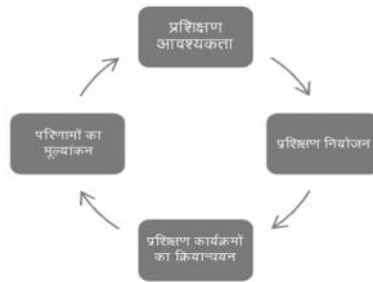 प्रशिक्षण
आवश्यकता
प्रशिक्षण नियोजन
प्रशिक्षण कार्यक्रमों
का क्रियान्वयन
परिणामों का
मूल्यांकन